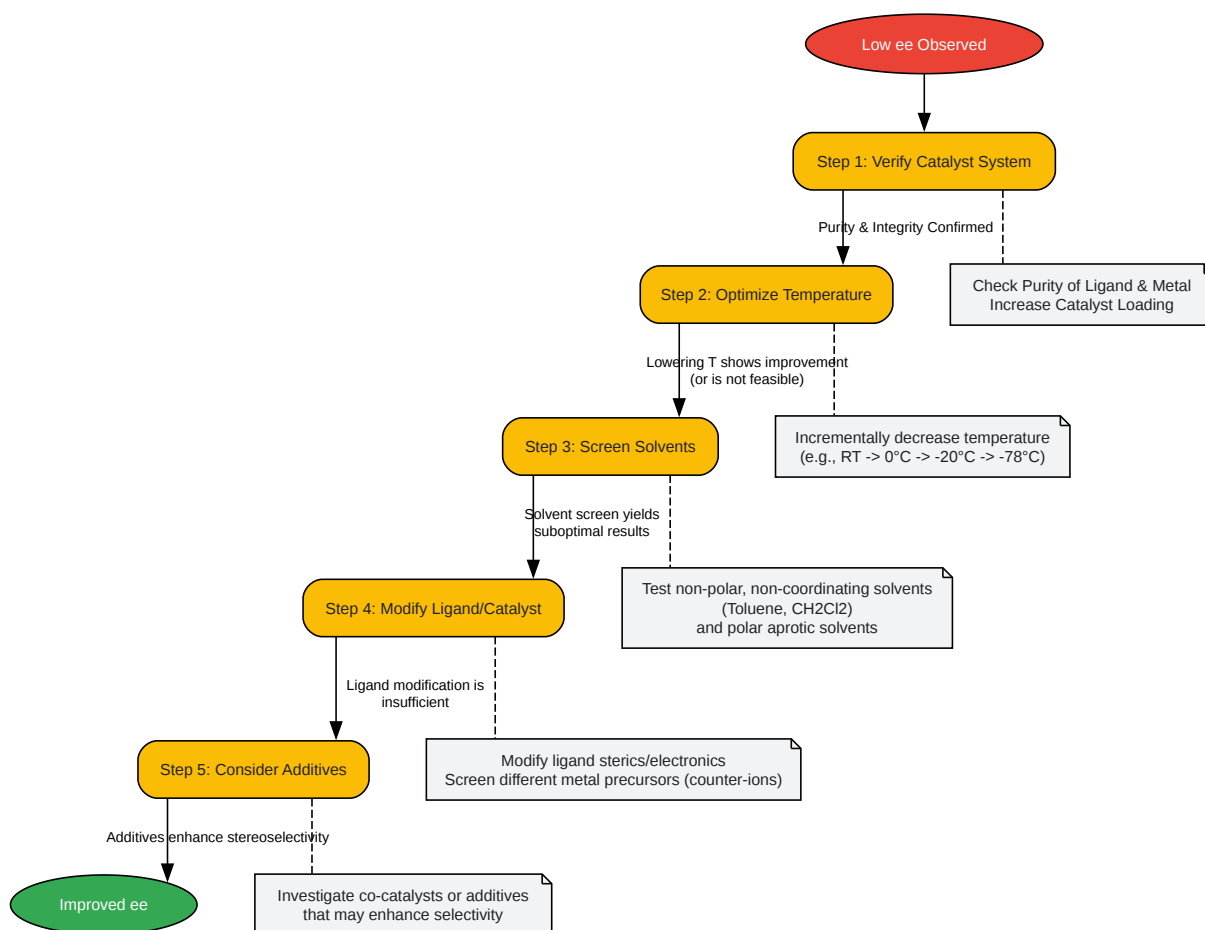 Low ee Observed
Step 1: Verify Catalyst System
Purity & Integrity Confirmed
Check Purity of Ligand & Metal
Increase Catalyst Loading
Step 2: Optimize Temperature
Lowering T shows improvement
(or is not feasible)
Incrementally decrease temperature
(e.g., RT -> 0°C -> -20°C -> -78°C)
Step 3: Screen Solvents
Solvent screen yields
suboptimal results
Test non-polar, non-coordinating solvents
(Toluene, CH2Cl2)
and polar aprotic solvents
Step 4: Modify Ligand/Catalyst
Ligand modification is
insufficient
Modify ligand sterics/electronics
Screen different metal precursors (counter-ions)
Step 5: Consider Additives
Additives enhance stereoselectivity
Investigate co-catalysts or additives
that may enhance selectivity
Improved ee